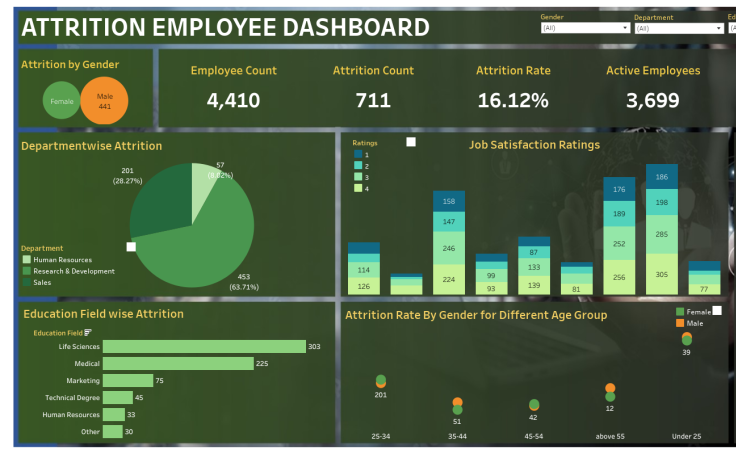 ATTRITION EMPLOYEE DASHBOARD
Gender
(All)
Department
(All)
Ed
Attrition by Gender
Female
Male
441
Employee Count
4,410
Attrition Count
711
Attrition Rate
16.12%
Active Employees
3,699
Departmentwise Attrition
57
(8.02%)
201
(28.27%)
453
(63.71%)
Department
Human Resources
Research & Development
Sales
Ratings
1
2
3
4
Job Satisfaction Ratings
114
126
158
147
246
224
99
93
87
133
139
81
176
189
252
256
186
198
285
305
77
Education Field wise Attrition
Education Field
Life Sciences 303
Medical 225
Marketing 75
Technical Degree 45
Human Resources 33
Other 30
Attrition Rate By Gender for Different Age Group
Female
Male
201
51
42
12
39
25-34
35-44
45-54
above 55
Under 25